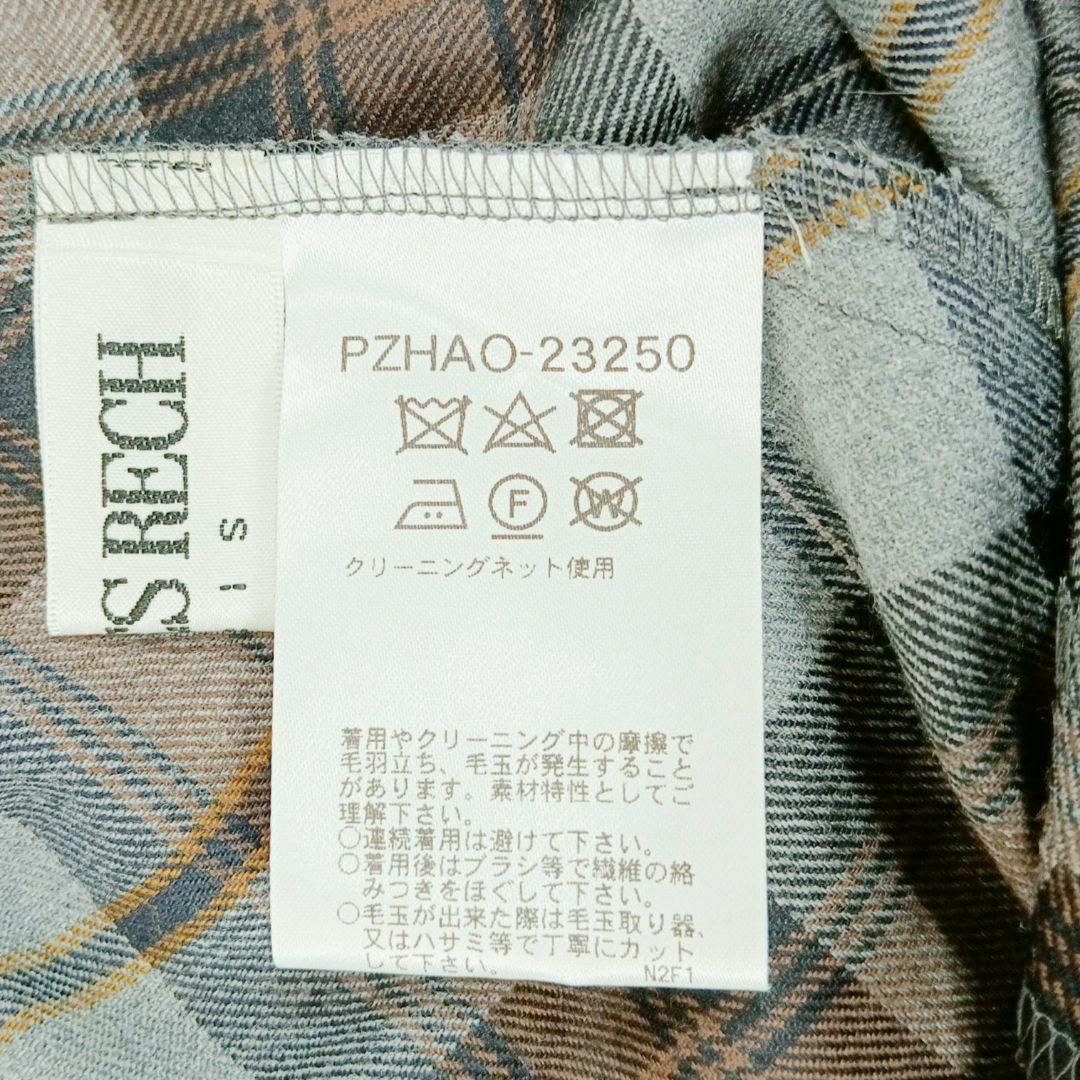 PZHAO-23250
F
W
クリーニングネット使用
着用やクリーニング中の摩擦で
毛羽立ち、毛玉が発生すること
があります。素材特性としてご
理解下さい。
○連続着用は避けて下さい。
○着用後はブラシ等で繊維の絡
みつきをほぐして下さい。
○毛玉が出来た際は毛玉取り器、
又はハサミ等で丁寧にカット
して下さい。
N2F1
S RECH
S